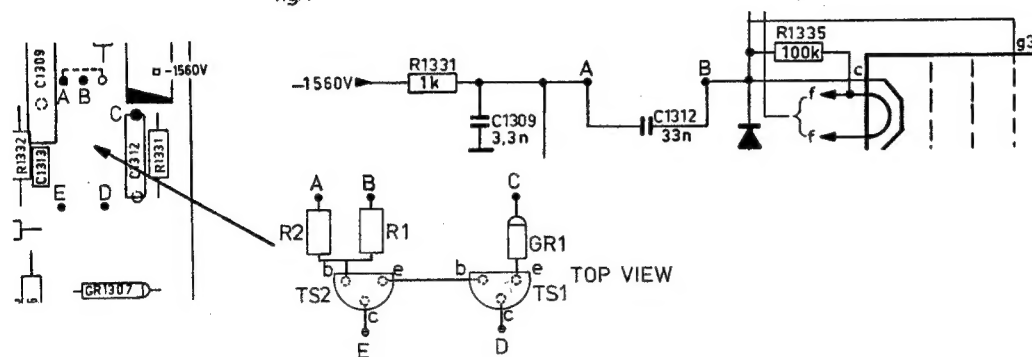 C1309
A B
-1560V
C
R1332
C1313
C1312
R1331
E D
GR1307
-1560V
R1331
1k
A
C1309
3,3n
C1312
33n
B
R1335
100k
c
g3
f
f
A B C
R2 R1 GR1
b e b e
TS2 TS1 TOP VIEW
c c
E D